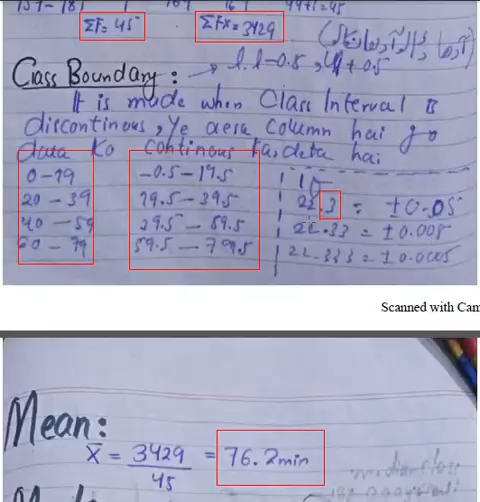 ΣF = 45 ΣFX = 3429
Class Boundary : → l.l - 0.5, U.l + 0.5
It is made when Class Interval is
discontinous, Ye aesa column hai jo
data ko continous kardeta hai
0 - 19 -0.5 - 19.5
20 - 39 19.5 - 39.5
22.3 = ±0.05
40 - 59 39.5 - 59.5
22.33 = ±0.005
60 - 79 59.5 - 79.5
22.333 = ±0.0005
Scanned with Cam
Mean:
X̄ = 3429 = 76.2 min
45